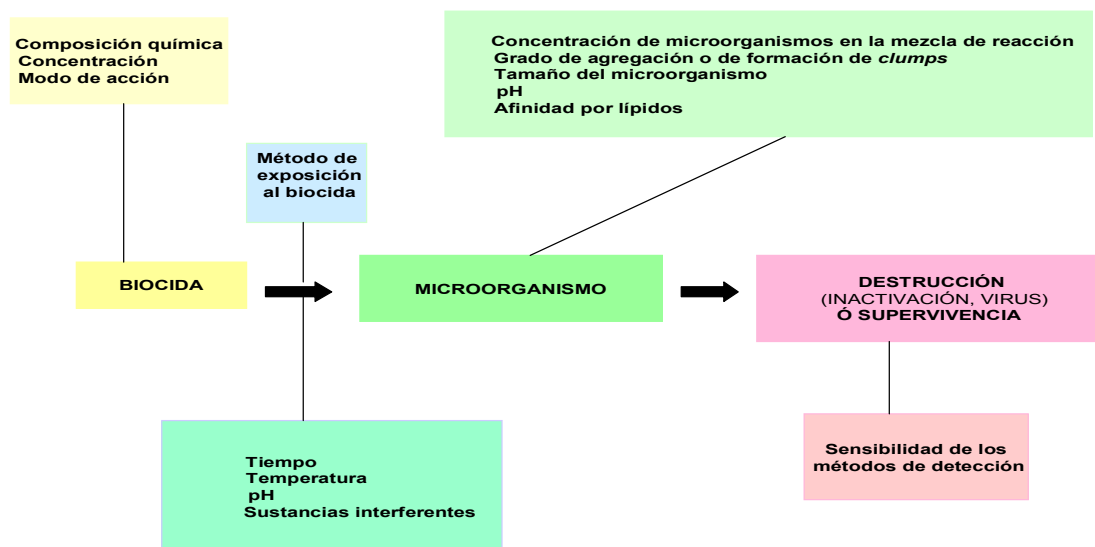 Composición química
Concentración
Modo de acción
Concentración de microorganismos en la mezcla de reacción
Grado de agregación o de formación de clumps
Tamaño del microorganismo
pH
Afinidad por lípidos
Método de
exposición
al biocida
BIOCIDA
MICROORGANISMO
DESTRUCCIÓN
(INACTIVACIÓN, VIRUS)
Ó SUPERVIVENCIA
Tiempo
Temperatura
pH
Sustancias interferentes
Sensibilidad de los
métodos de detección